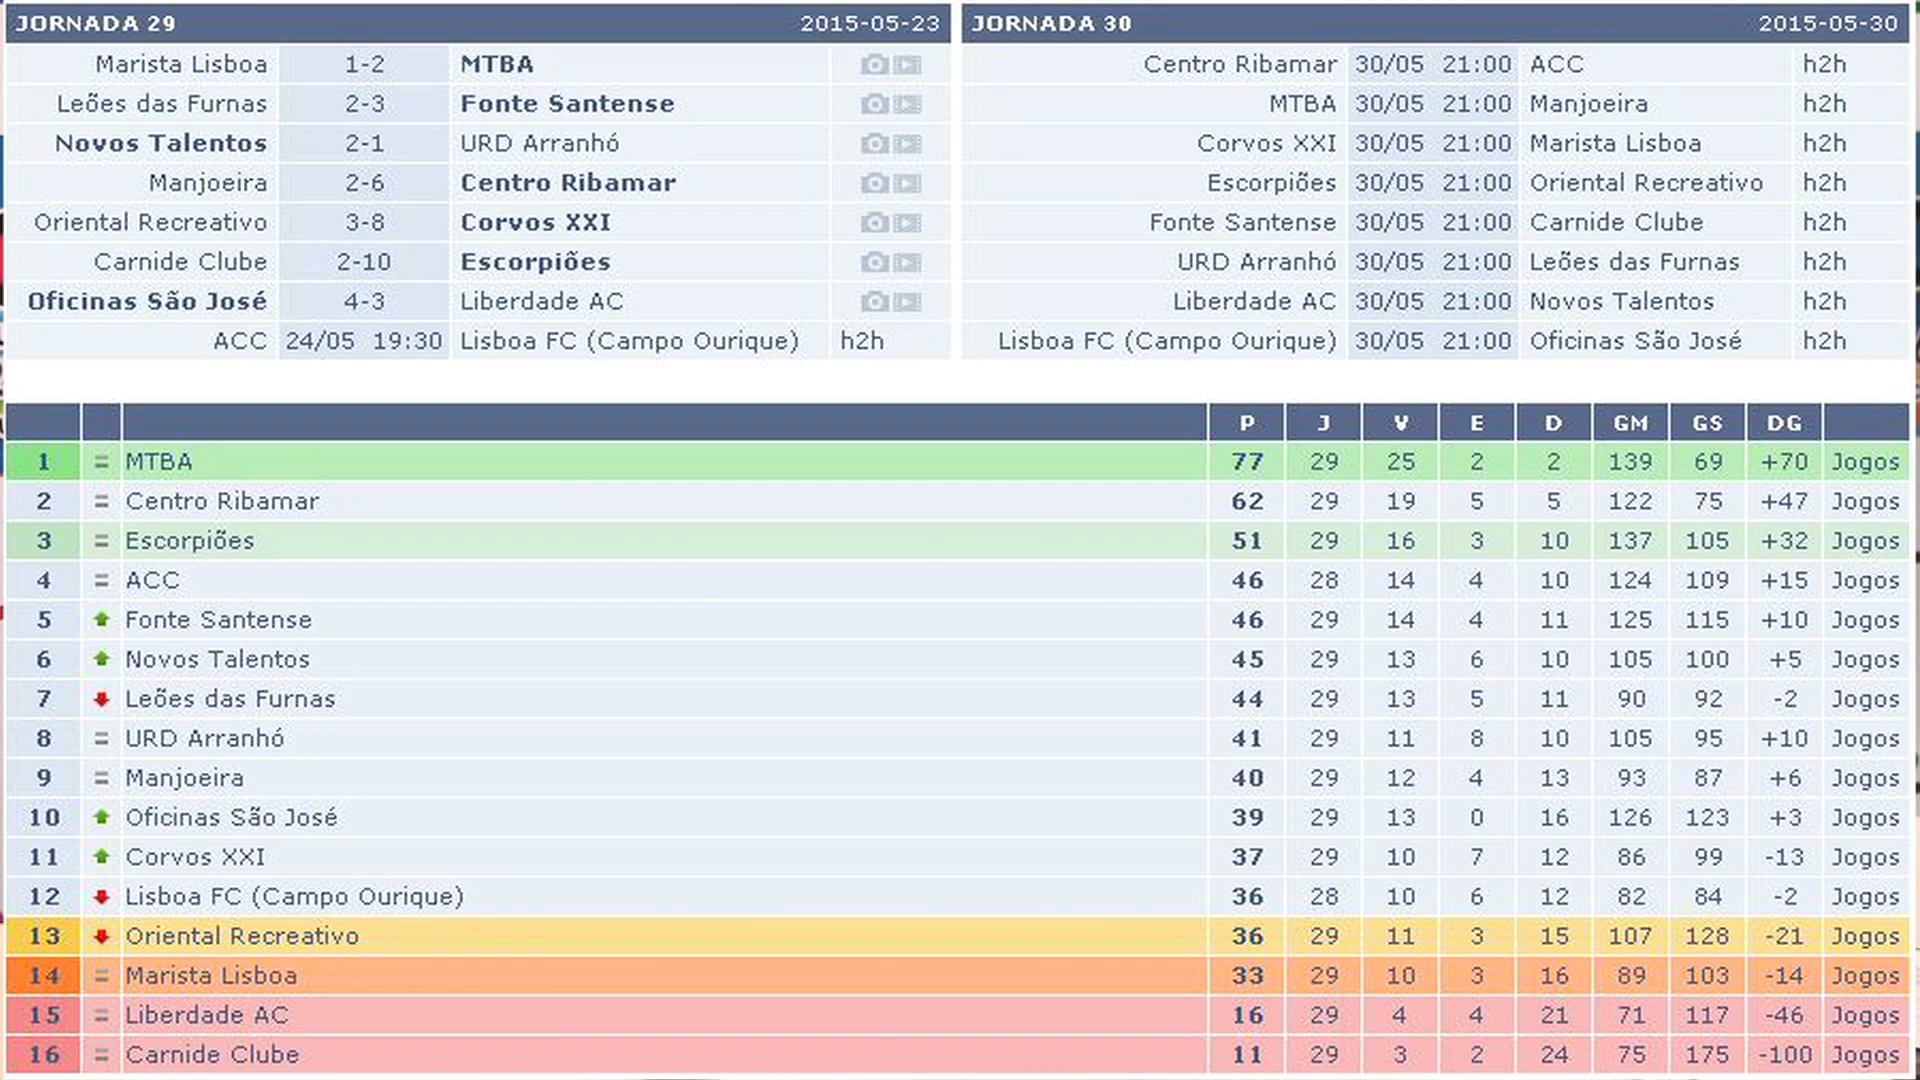 JORNADA 29 2015-05-23
Marista Lisboa 1-2 MTBA
Leões das Furnas 2-3 Fonte Santense
Novos Talentos 2-1 URD Arranhó
Manjoeira 2-6 Centro Ribamar
Oriental Recreativo 3-8 Corvos XXI
Carnide Clube 2-10 Escorpiões
Oficinas São José 4-3 Liberdade AC
ACC 24/05 19:30 Lisboa FC (Campo Ourique) h2h
JORNADA 30 2015-05-30
Centro Ribamar 30/05 21:00 ACC h2h
MTBA 30/05 21:00 Manjoeira h2h
Corvos XXI 30/05 21:00 Marista Lisboa h2h
Escorpiões 30/05 21:00 Oriental Recreativo h2h
Fonte Santense 30/05 21:00 Carnide Clube h2h
URD Arranhó 30/05 21:00 Leões das Furnas h2h
Liberdade AC 30/05 21:00 Novos Talentos h2h
Lisboa FC (Campo Ourique) 30/05 21:00 Oficinas São José h2h
P J V E D GM GS DG
1 = MTBA 77 29 25 2 2 139 69 +70 Jogos
2 = Centro Ribamar 62 29 19 5 5 122 75 +47 Jogos
3 = Escorpiões 51 29 16 3 10 137 105 +32 Jogos
4 = ACC 46 28 14 4 10 124 109 +15 Jogos
5 Fonte Santense 46 29 14 4 11 125 115 +10 Jogos
6 Novos Talentos 45 29 13 6 10 105 100 +5 Jogos
7 Leões das Furnas 44 29 13 5 11 90 92 -2 Jogos
8 = URD Arranhó 41 29 11 8 10 105 95 +10 Jogos
9 = Manjoeira 40 29 12 4 13 93 87 +6 Jogos
10 Oficinas São José 39 29 13 0 16 126 123 +3 Jogos
11 Corvos XXI 37 29 10 7 12 86 99 -13 Jogos
12 Lisboa FC (Campo Ourique) 36 28 10 6 12 82 84 -2 Jogos
13 Oriental Recreativo 36 29 11 3 15 107 128 -21 Jogos
14 = Marista Lisboa 33 29 10 3 16 89 103 -14 Jogos
15 = Liberdade AC 16 29 4 4 21 71 117 -46 Jogos
16 = Carnide Clube 11 29 3 2 24 75 175 -100 Jogos